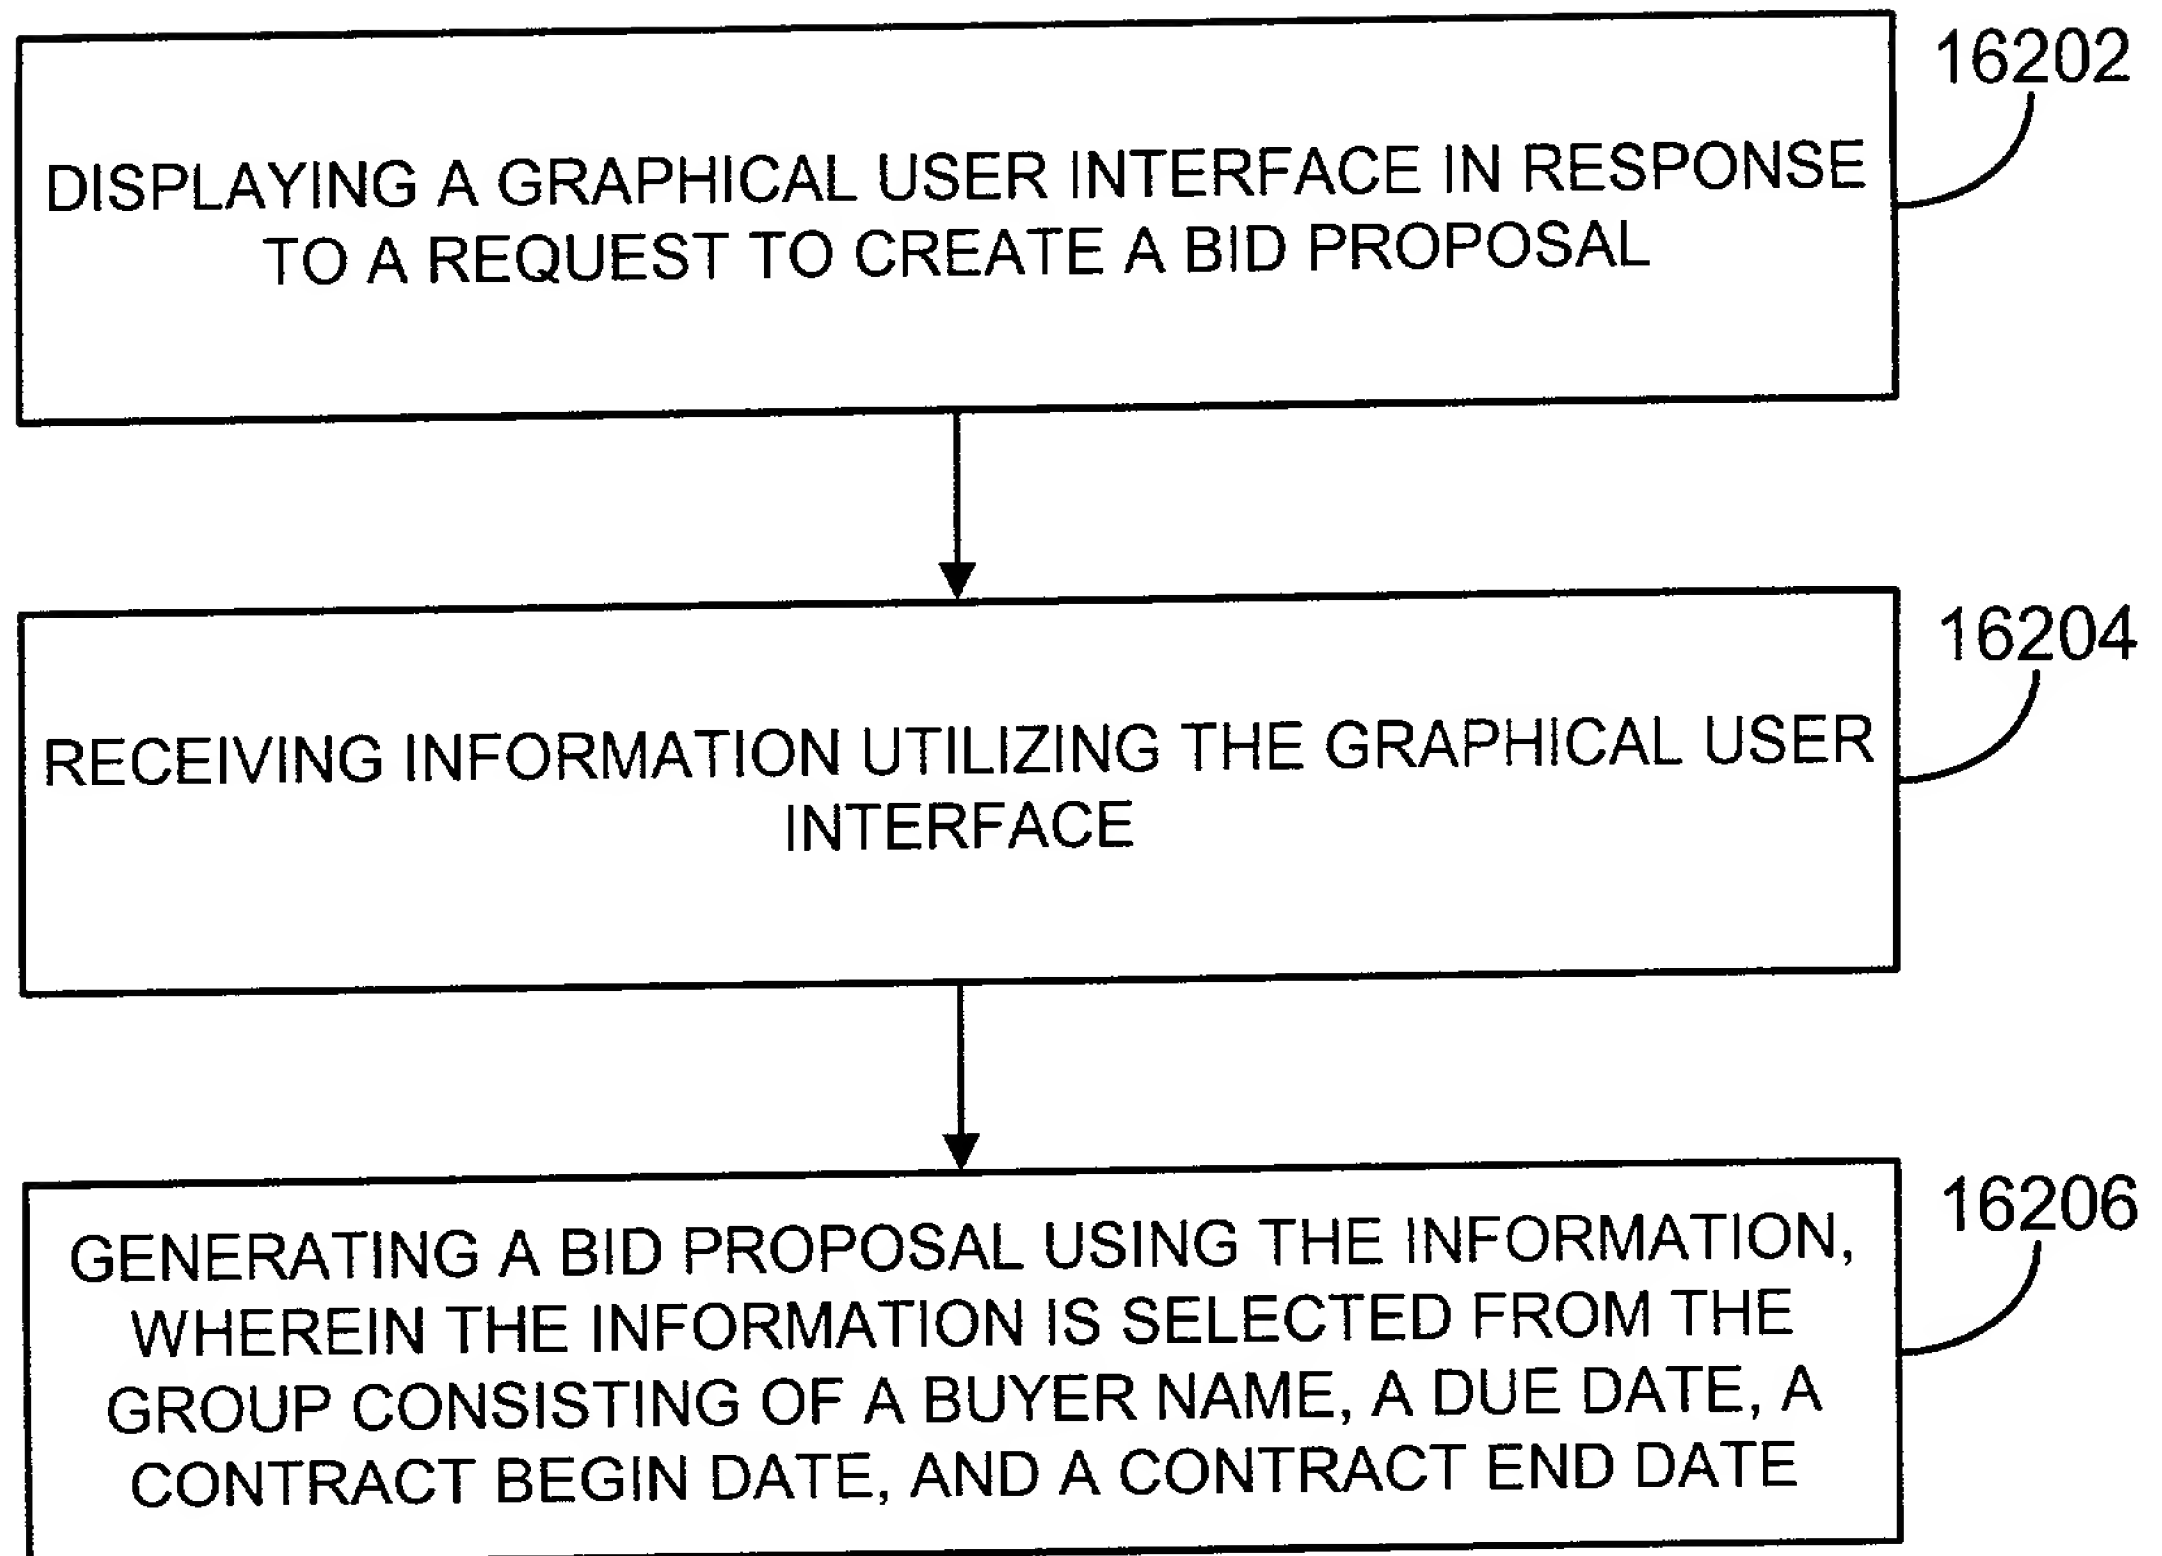 16202
DISPLAYING A GRAPHICAL USER INTERFACE IN RESPONSE
TO A REQUEST TO CREATE A BID PROPOSAL
16204
RECEIVING INFORMATION UTILIZING THE GRAPHICAL USER
INTERFACE
16206
GENERATING A BID PROPOSAL USING THE INFORMATION,
WHEREIN THE INFORMATION IS SELECTED FROM THE
GROUP CONSISTING OF A BUYER NAME, A DUE DATE, A
CONTRACT BEGIN DATE, AND A CONTRACT END DATE